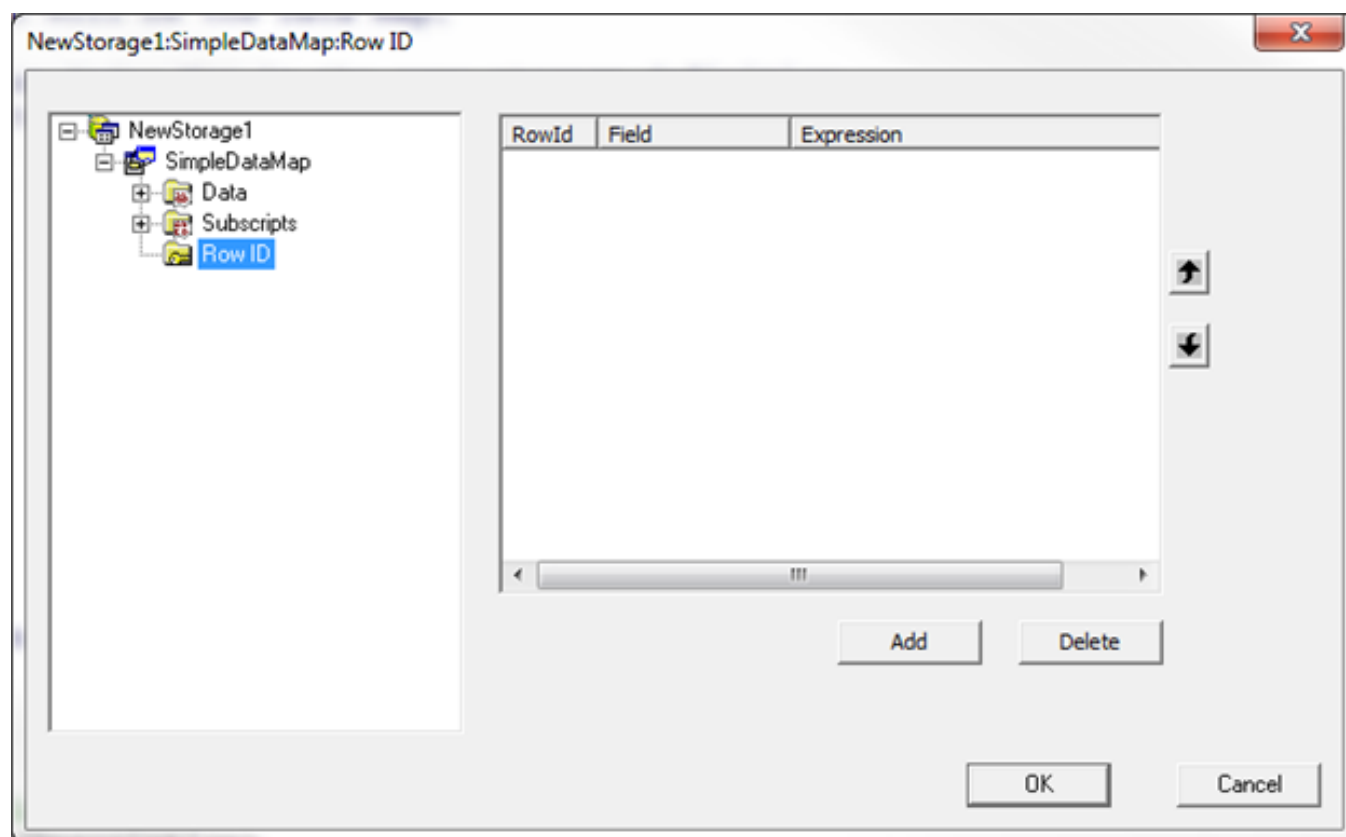 NewStorage1:SimpleDataMap:Row ID
NewStorage1
SimpleDataMap
Data
Subscripts
Row ID
RowId Field Expression
Add Delete
OK Cancel